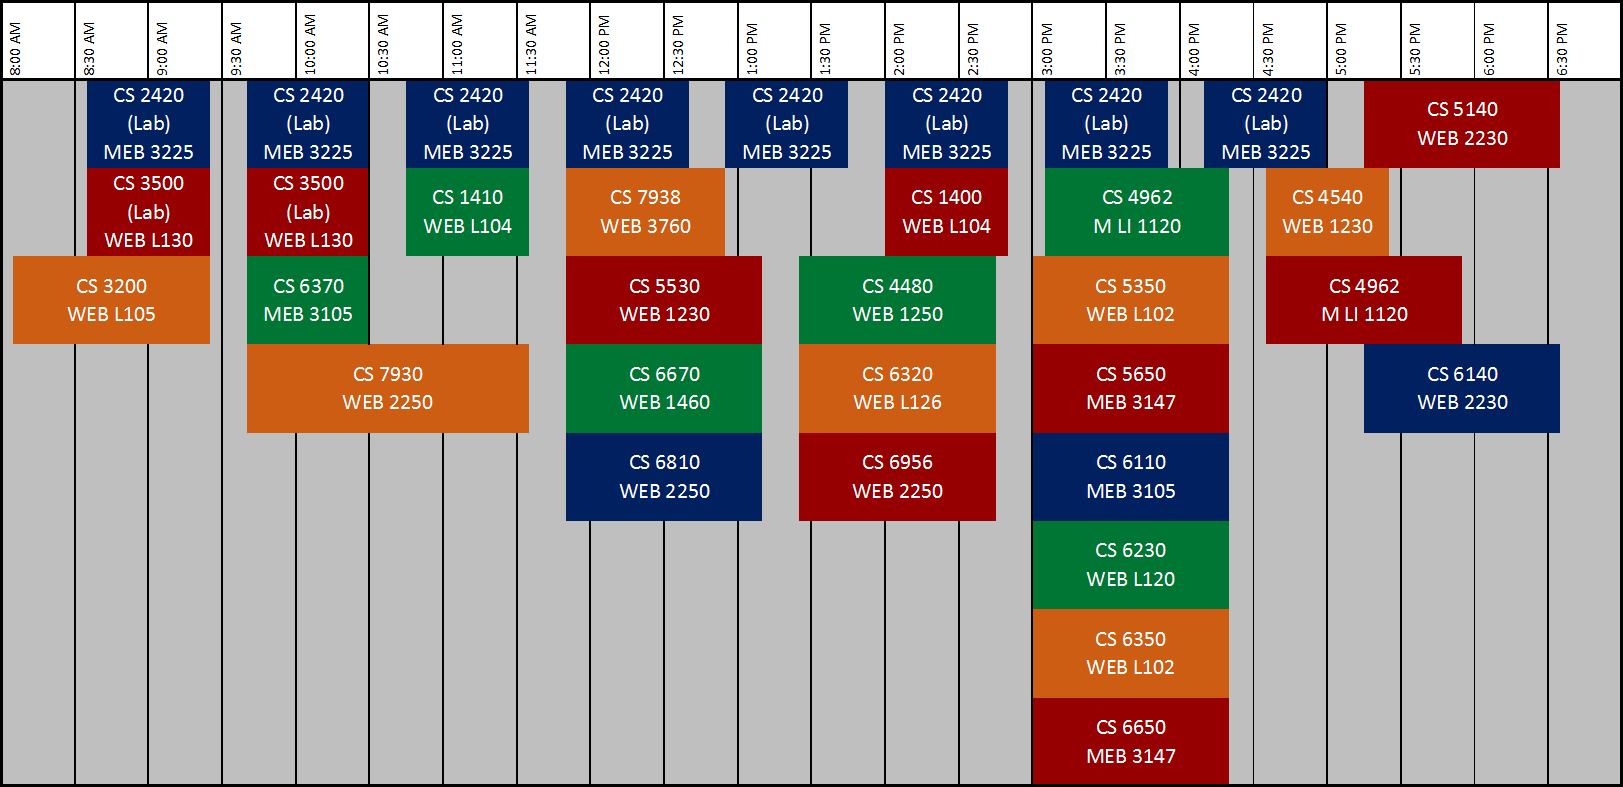 8:00 AM
8:30 AM
9:00 AM
9:30 AM
10:00 AM
10:30 AM
11:00 AM
11:30 AM
12:00 PM
12:30 PM
1:00 PM
1:30 PM
2:00 PM
2:30 PM
3:00 PM
3:30 PM
4:00 PM
4:30 PM
5:00 PM
5:30 PM
6:00 PM
6:30 PM
CS 2420
(Lab)
MEB 3225
CS 2420
(Lab)
MEB 3225
CS 2420
(Lab)
MEB 3225
CS 2420
(Lab)
MEB 3225
CS 2420
(Lab)
MEB 3225
CS 2420
(Lab)
MEB 3225
CS 2420
(Lab)
MEB 3225
CS 2420
(Lab)
MEB 3225
CS 5140
WEB 2230
CS 3500
(Lab)
WEB L130
CS 3500
(Lab)
WEB L130
CS 1410
WEB L104
CS 7938
WEB 3760
CS 1400
WEB L104
CS 4962
M LI 1120
CS 4540
WEB 1230
CS 3200
WEB L105
CS 6370
MEB 3105
CS 5530
WEB 1230
CS 4480
WEB 1250
CS 5350
WEB L102
CS 4962
M LI 1120
CS 7930
WEB 2250
CS 6670
WEB 1460
CS 6320
WEB L126
CS 5650
MEB 3147
CS 6140
WEB 2230
CS 6810
WEB 2250
CS 6956
WEB 2250
CS 6110
MEB 3105
CS 6230
WEB L120
CS 6350
WEB L102
CS 6650
MEB 3147